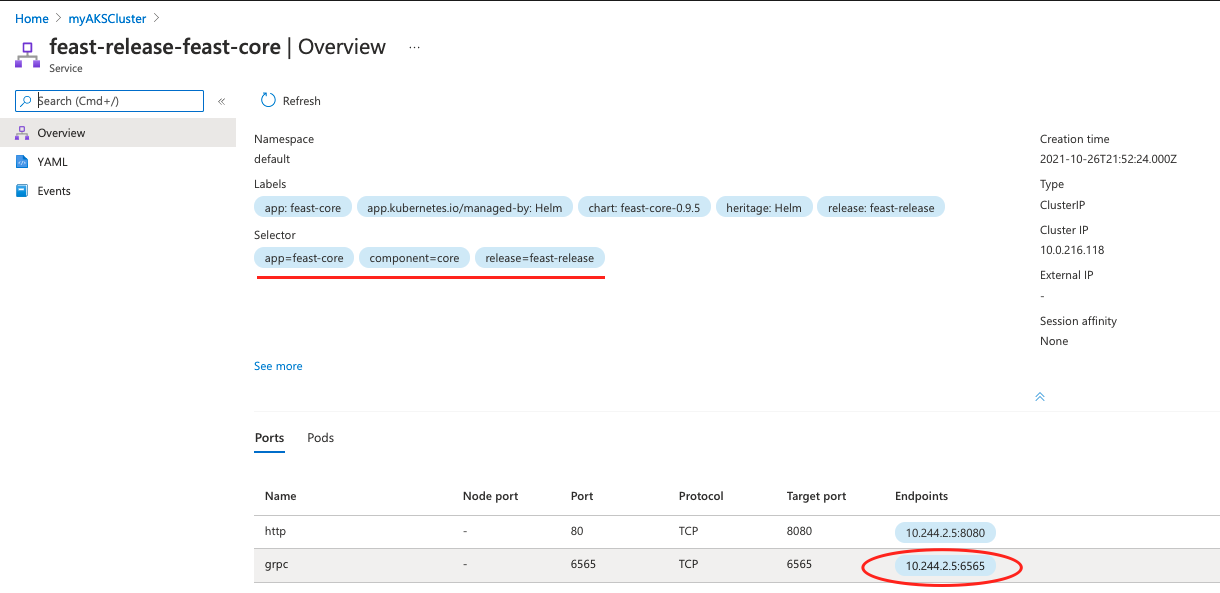 Home > myAKSCluster >
feast-release-feast-core | Overview ...
Service
Search (Cmd+/)
«
Overview
YAML
Events
Refresh
Namespace
default
Labels
app: feast-core app.kubernetes.io/managed-by: Helm chart: feast-core-0.9.5 heritage: Helm release: feast-release
Selector
app=feast-core component=core release=feast-release
See more
Creation time
2021-10-26T21:52:24.000Z
Type
ClusterIP
Cluster IP
10.0.216.118
External IP
-
Session affinity
None
Ports Pods
Name Node port Port Protocol Target port Endpoints
http - 80 TCP 8080 10.244.2.5:8080
grpc - 6565 TCP 6565 10.244.2.5:6565